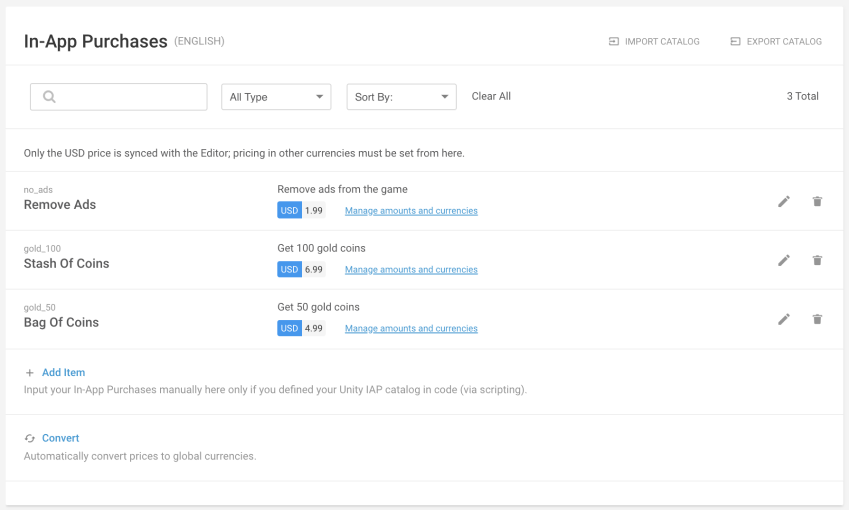 In-App Purchases (ENGLISH)
IMPORT CATALOG
EXPORT CATALOG
All Type
Sort By:
Clear All
3 Total
Only the USD price is synced with the Editor; pricing in other currencies must be set from here.
no_ads
Remove Ads
Remove ads from the game
USD 1.99 Manage amounts and currencies
gold_100
Stash Of Coins
Get 100 gold coins
USD 6.99 Manage amounts and currencies
gold_50
Bag Of Coins
Get 50 gold coins
USD 4.99 Manage amounts and currencies
+ Add Item
Input your In-App Purchases manually here only if you defined your Unity IAP catalog in code (via scripting).
Convert
Automatically convert prices to global currencies.